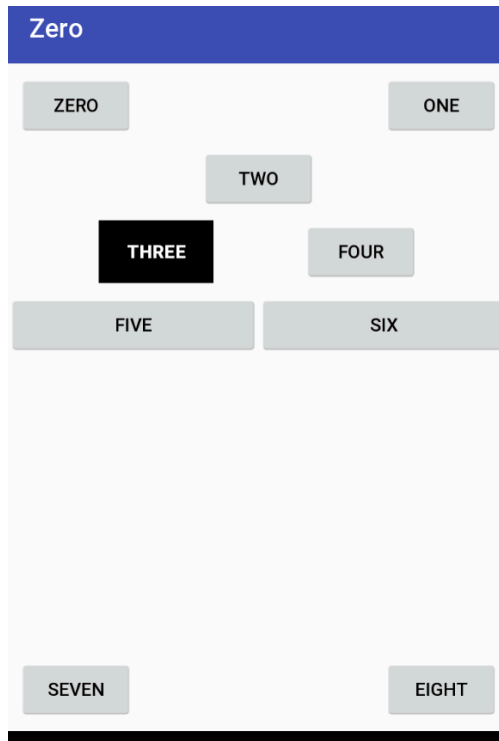 Zero
ZERO ONE
TWO
THREE FOUR
FIVE SIX
SEVEN EIGHT